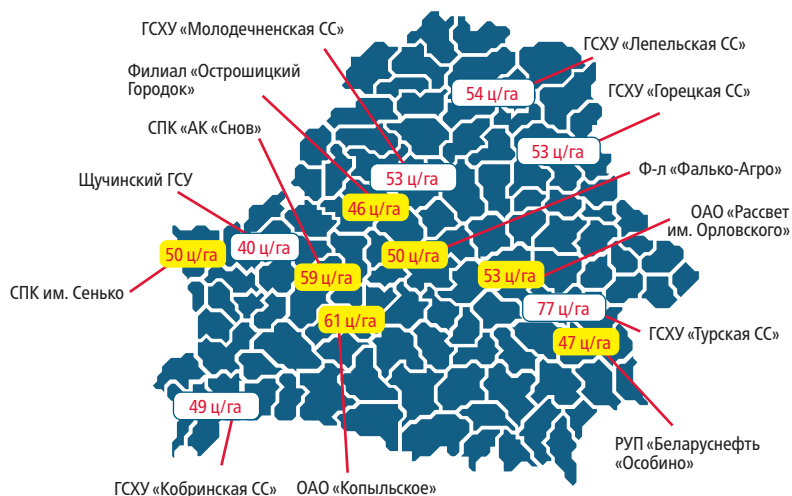 ГСХУ «Молодечненская СС»
ГСХУ «Лепельская СС»
Филиал «Острошицкий
Городок»
54 ц/га
ГСХУ «Горецкая СС»
СПК «АК «Снов»
53 ц/га
Ф-л «Фалько-Агро»
Щучинский ГСУ
53 ц/га
46 ц/га
ОАО «Рассвет
им. Орловского»
50 ц/га
40 ц/га
50 ц/га
59 ц/га
53 ц/га
СПК им. Сенько
77 ц/га
61 ц/га
ГСХУ «Турская СС»
47 ц/га
49 ц/га
РУП «Беларуснефть
«Особино»
ГСХУ «Кобринская СС»
ОАО «Копыльское»